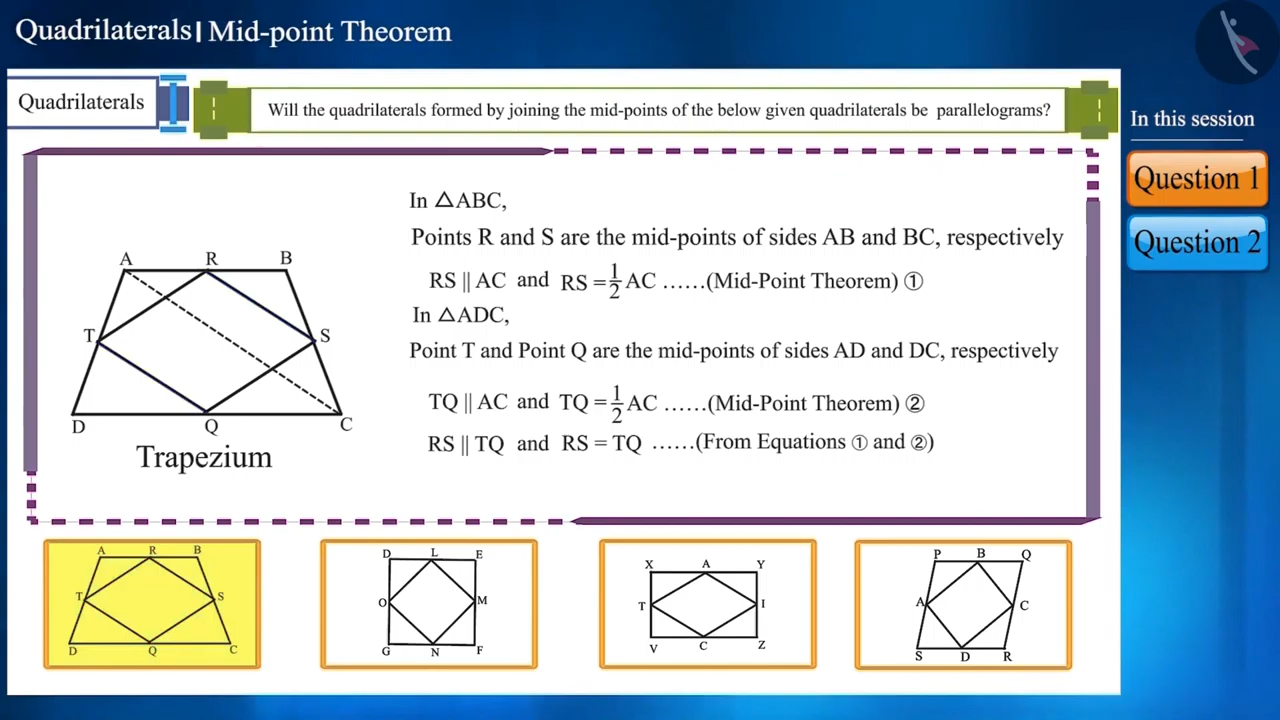 Quadrilaterals | Mid-point Theorem
Quadrilaterals
Will the quadrilaterals formed by joining the mid-points of the below given quadrilaterals be parallelograms?
In this session
Question 1
Question 2
In △ABC,
Points R and S are the mid-points of sides AB and BC, respectively
RS || AC and RS = 1/2 AC ......(Mid-Point Theorem) ①
In △ADC,
Point T and Point Q are the mid-points of sides AD and DC, respectively
TQ || AC and TQ = 1/2 AC ......(Mid-Point Theorem) ②
RS || TQ and RS = TQ ......(From Equations ① and ②)
A R B
T S
D Q C
Trapezium
A R B
T S
D Q C
D L E
O M
G N F
X A Y
T I
V C Z
P B Q
A C
S D R